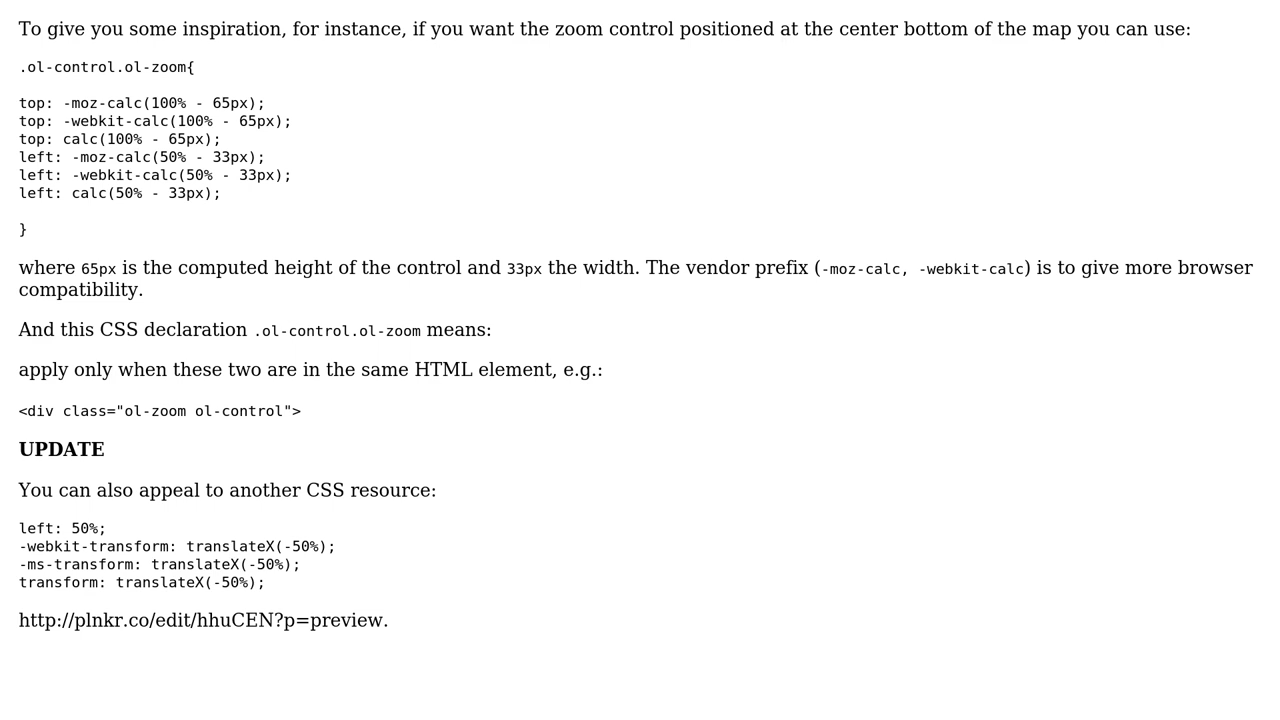 To give you some inspiration, for instance, if you want the zoom control positioned at the center bottom of the map you can use:
.ol-control.ol-zoom{
top: -moz-calc(100% - 65px);
top: -webkit-calc(100% - 65px);
top: calc(100% - 65px);
left: -moz-calc(50% - 33px);
left: -webkit-calc(50% - 33px);
left: calc(50% - 33px);
}
where 65px is the computed height of the control and 33px the width. The vendor prefix (-moz-calc, -webkit-calc) is to give more browser
compatibility.
And this CSS declaration .ol-control.ol-zoom means:
apply only when these two are in the same HTML element, e.g.:
<div class="ol-zoom ol-control">
UPDATE
You can also appeal to another CSS resource:
left: 50%;
-webkit-transform: translateX(-50%);
-ms-transform: translateX(-50%);
transform: translateX(-50%);
http://plnkr.co/edit/hhuCEN?p=preview.